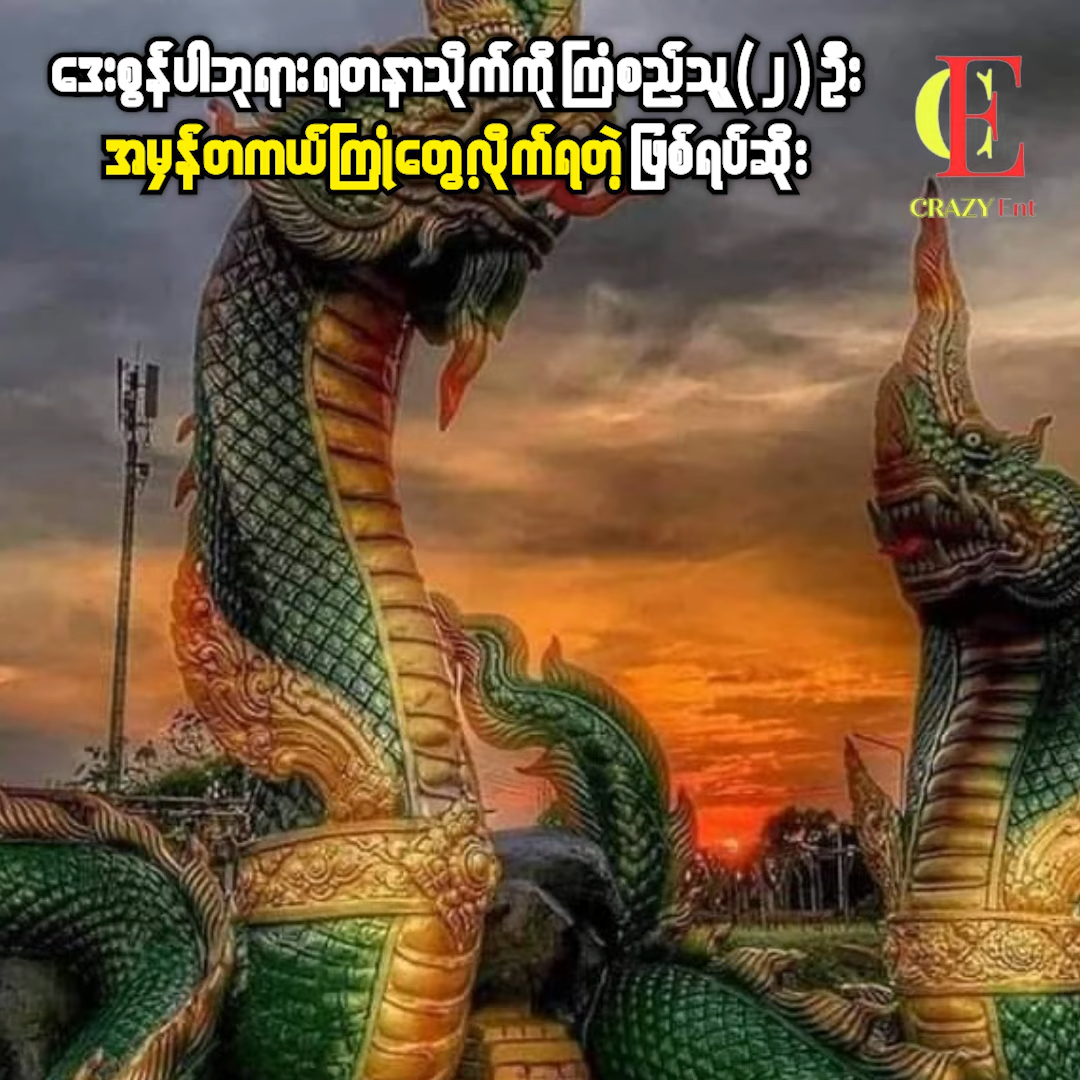 ဒေးစွန်ပါဘုရား ရတနာသိုက်ကို ကြံစည်သူ (၂) ဦး
အမှန်တကယ်ကြုံတွေ့လိုက်ရတဲ့ ဖြစ်ရပ်ဆိုး
CE
CRAZY Ent